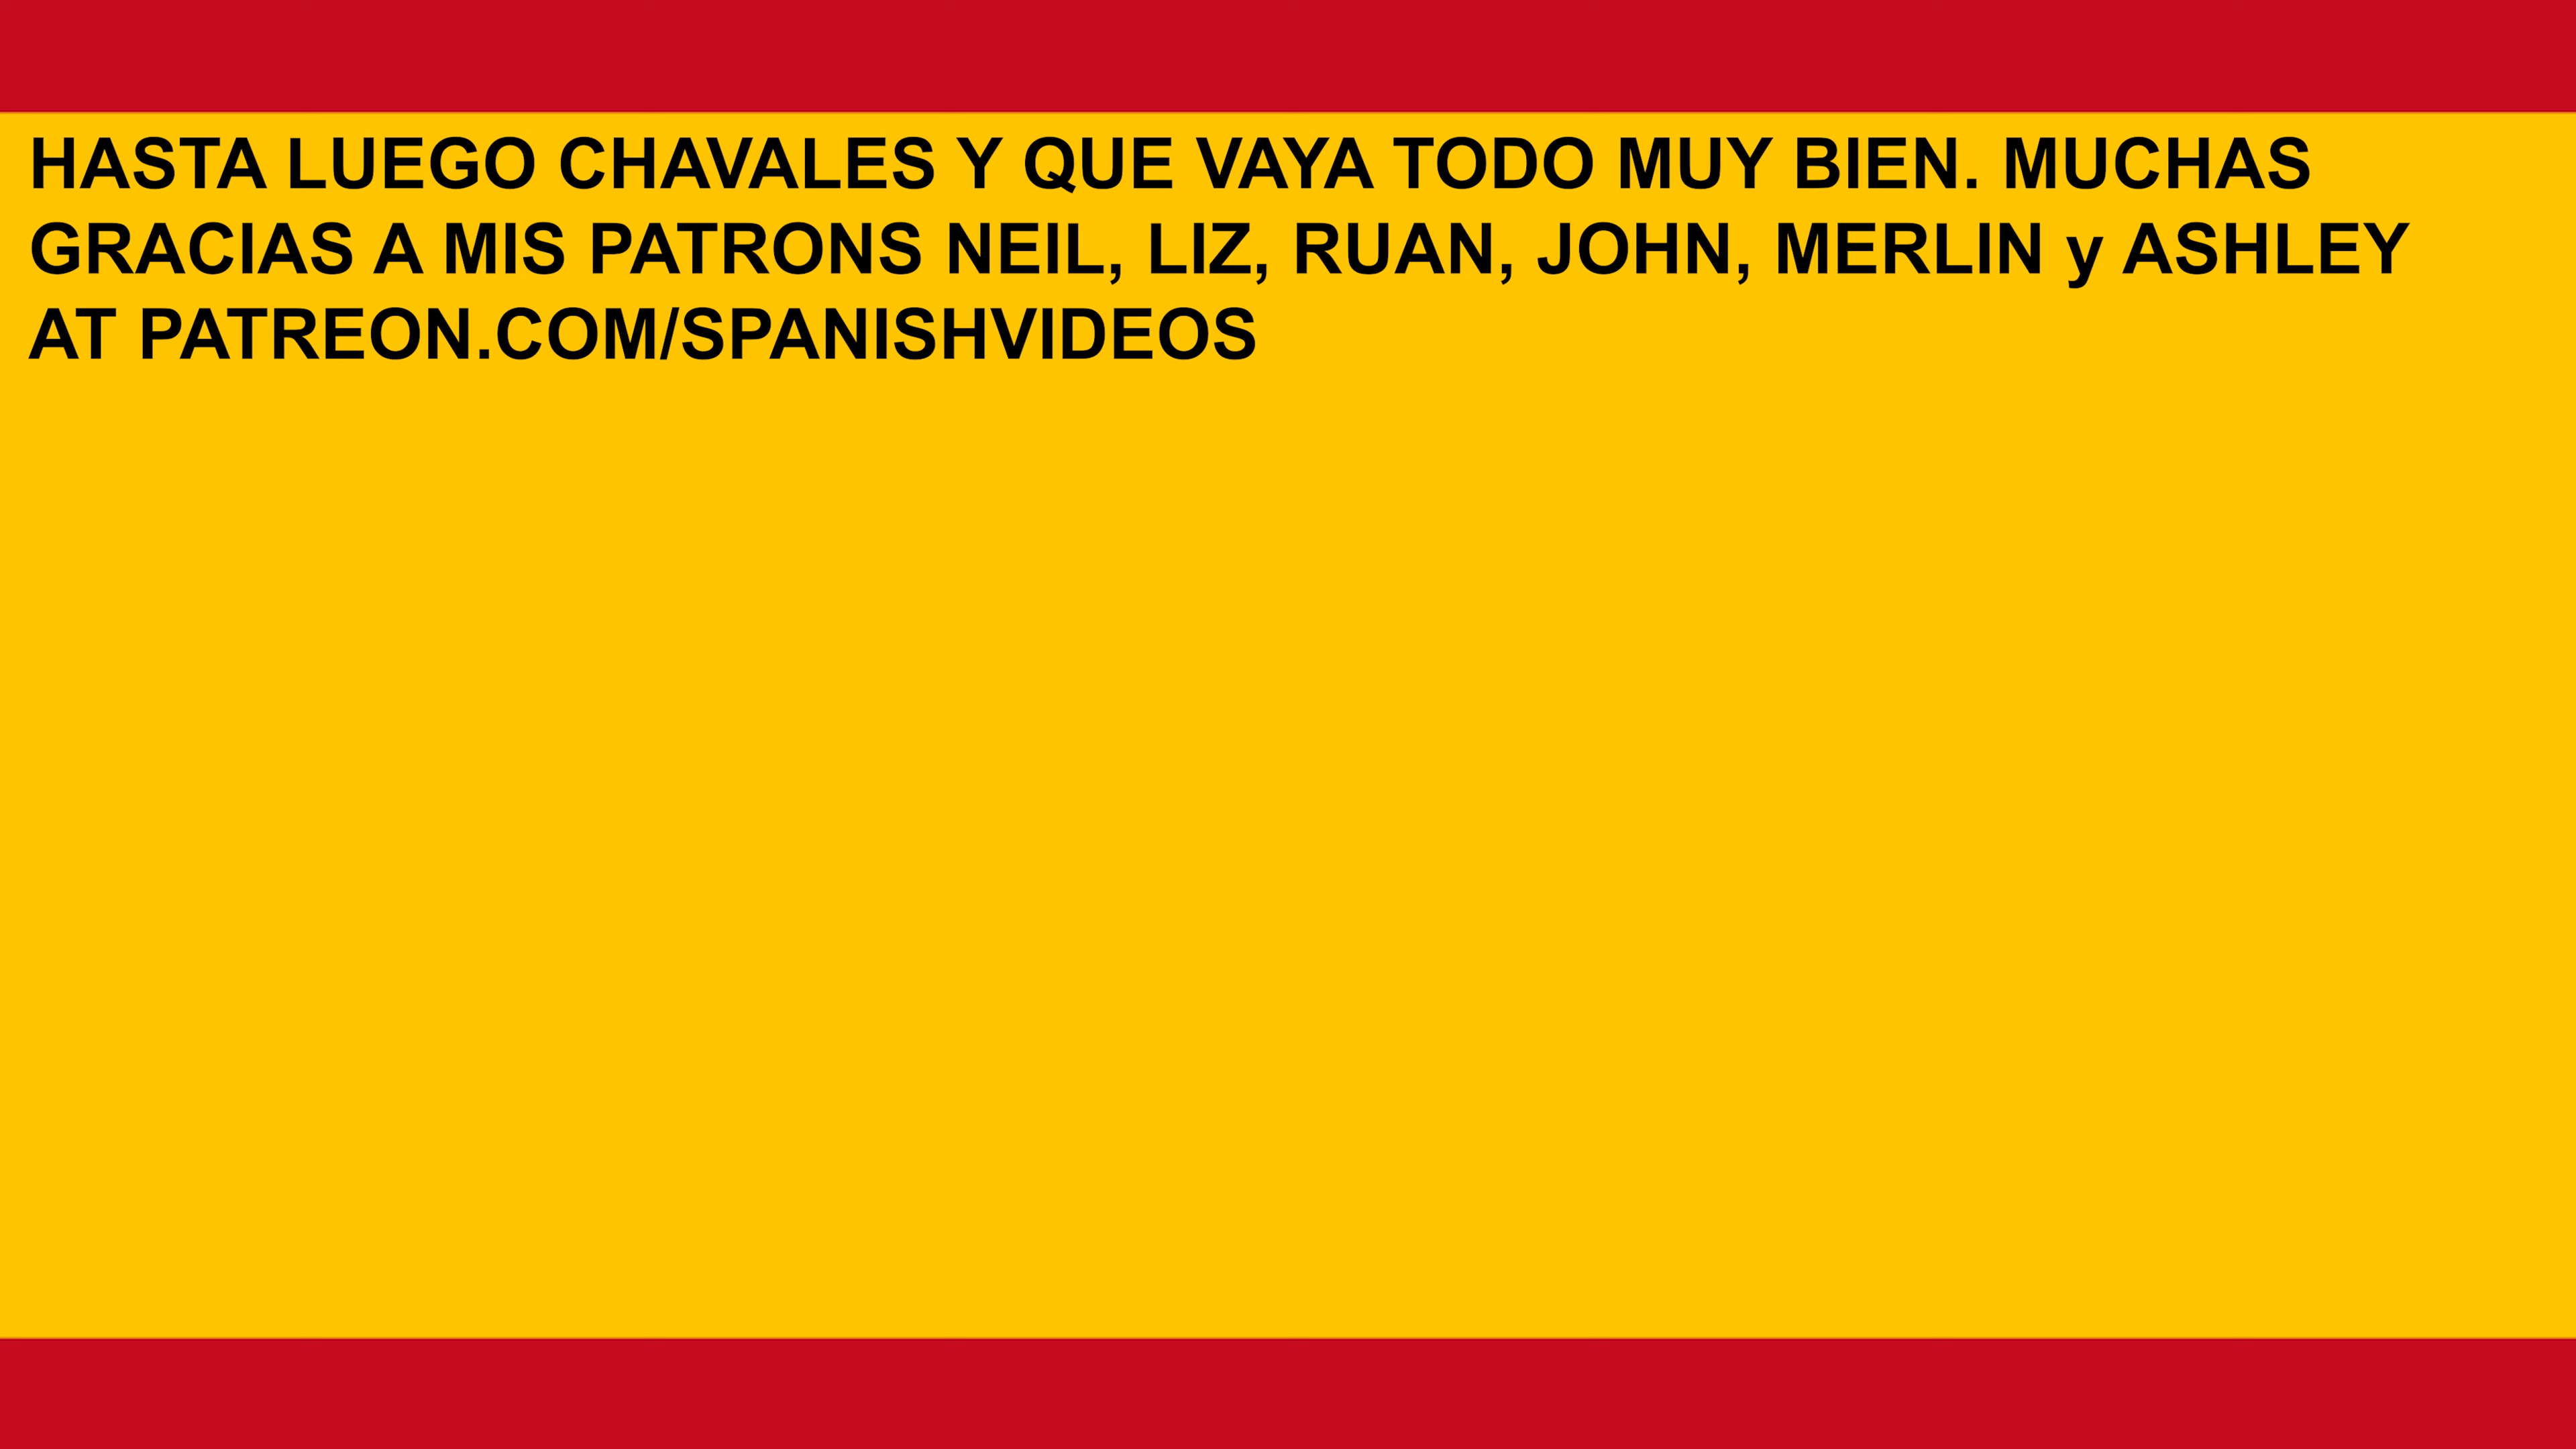 HASTA LUEGO CHAVALES Y QUE VAYA TODO MUY BIEN. MUCHAS
GRACIAS A MIS PATRONS NEIL, LIZ, RUAN, JOHN, MERLIN y ASHLEY
AT PATREON.COM/SPANISHVIDEOS